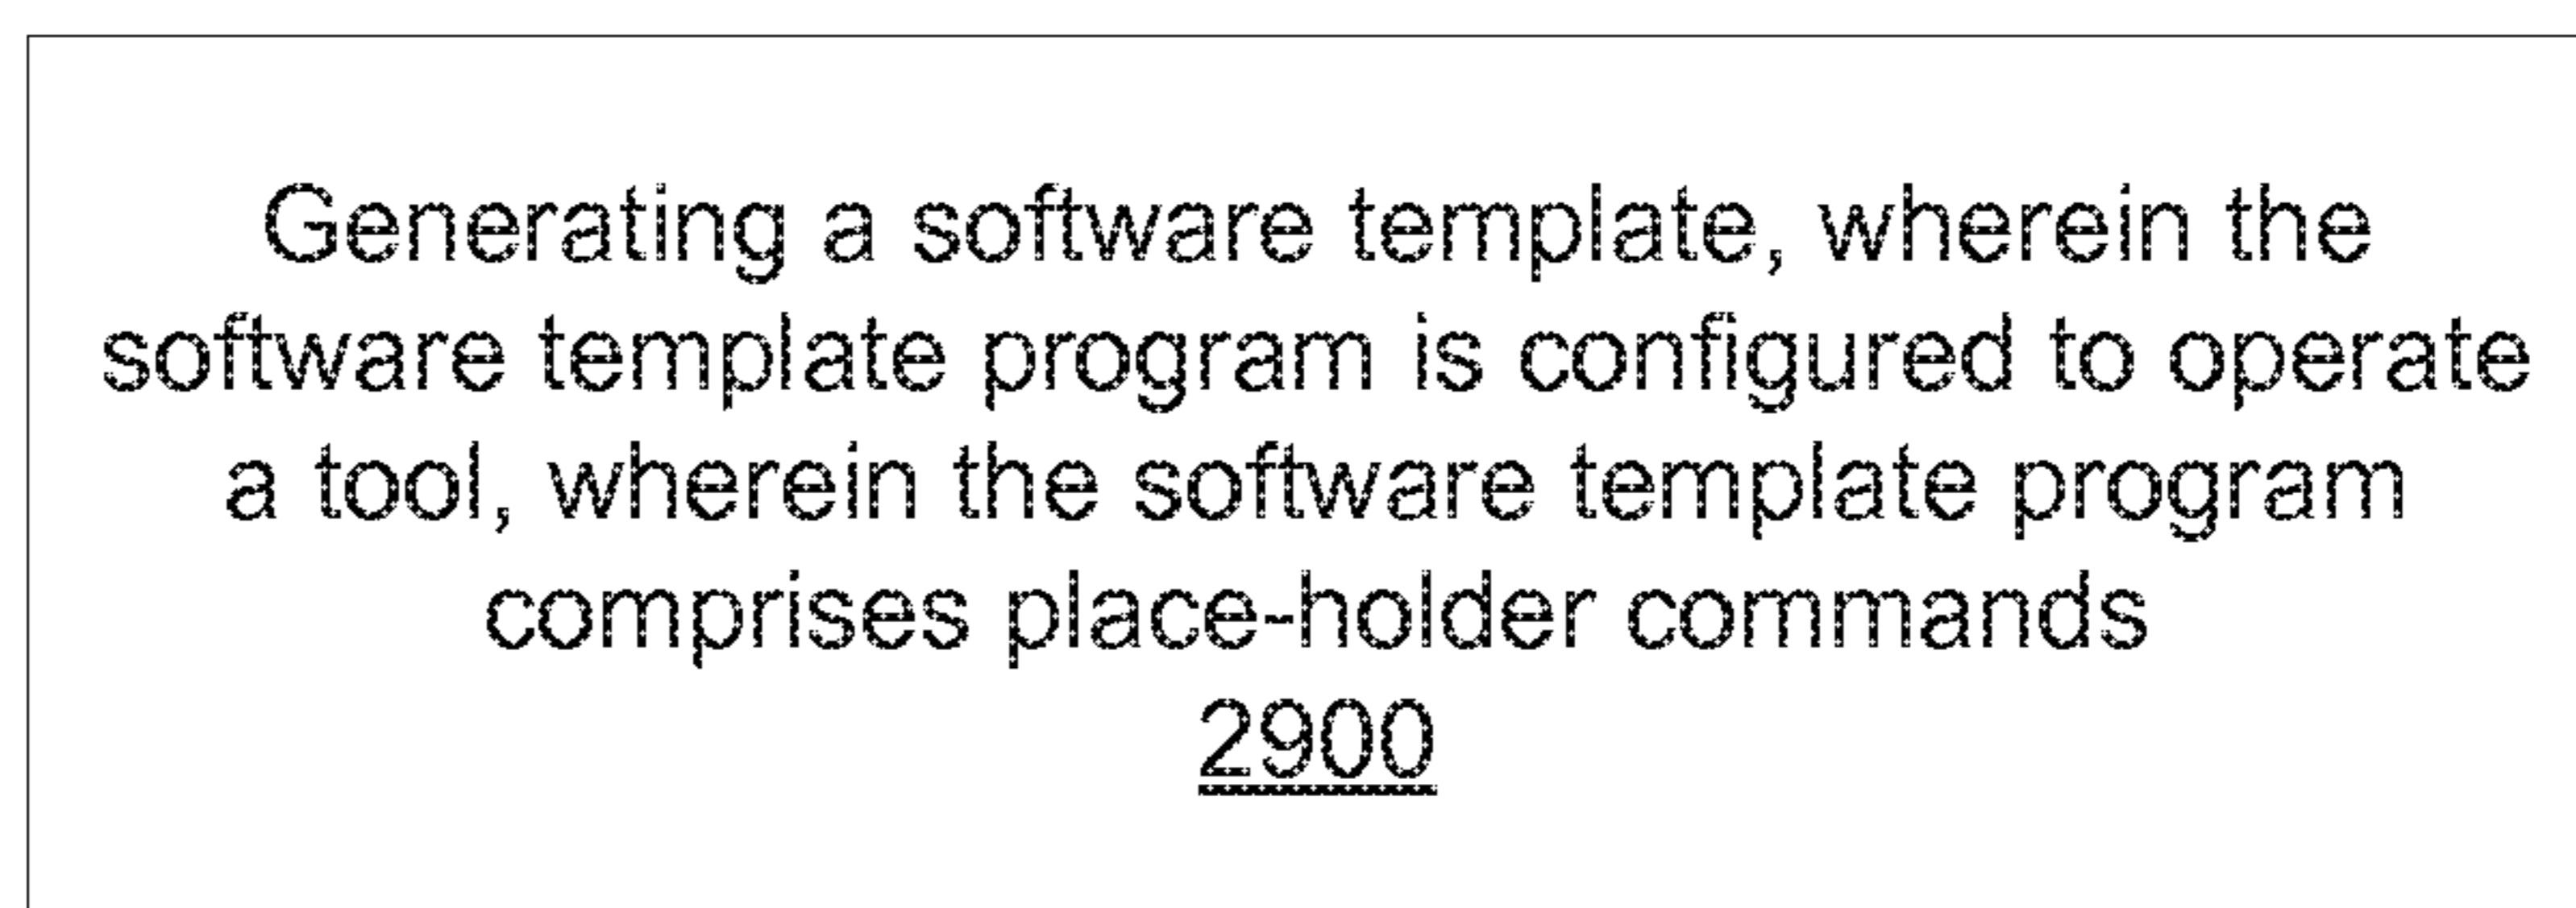 Generating a software template, wherein the
software template program is configured to operate
a tool, wherein the software template program
comprises place-holder commands
2900